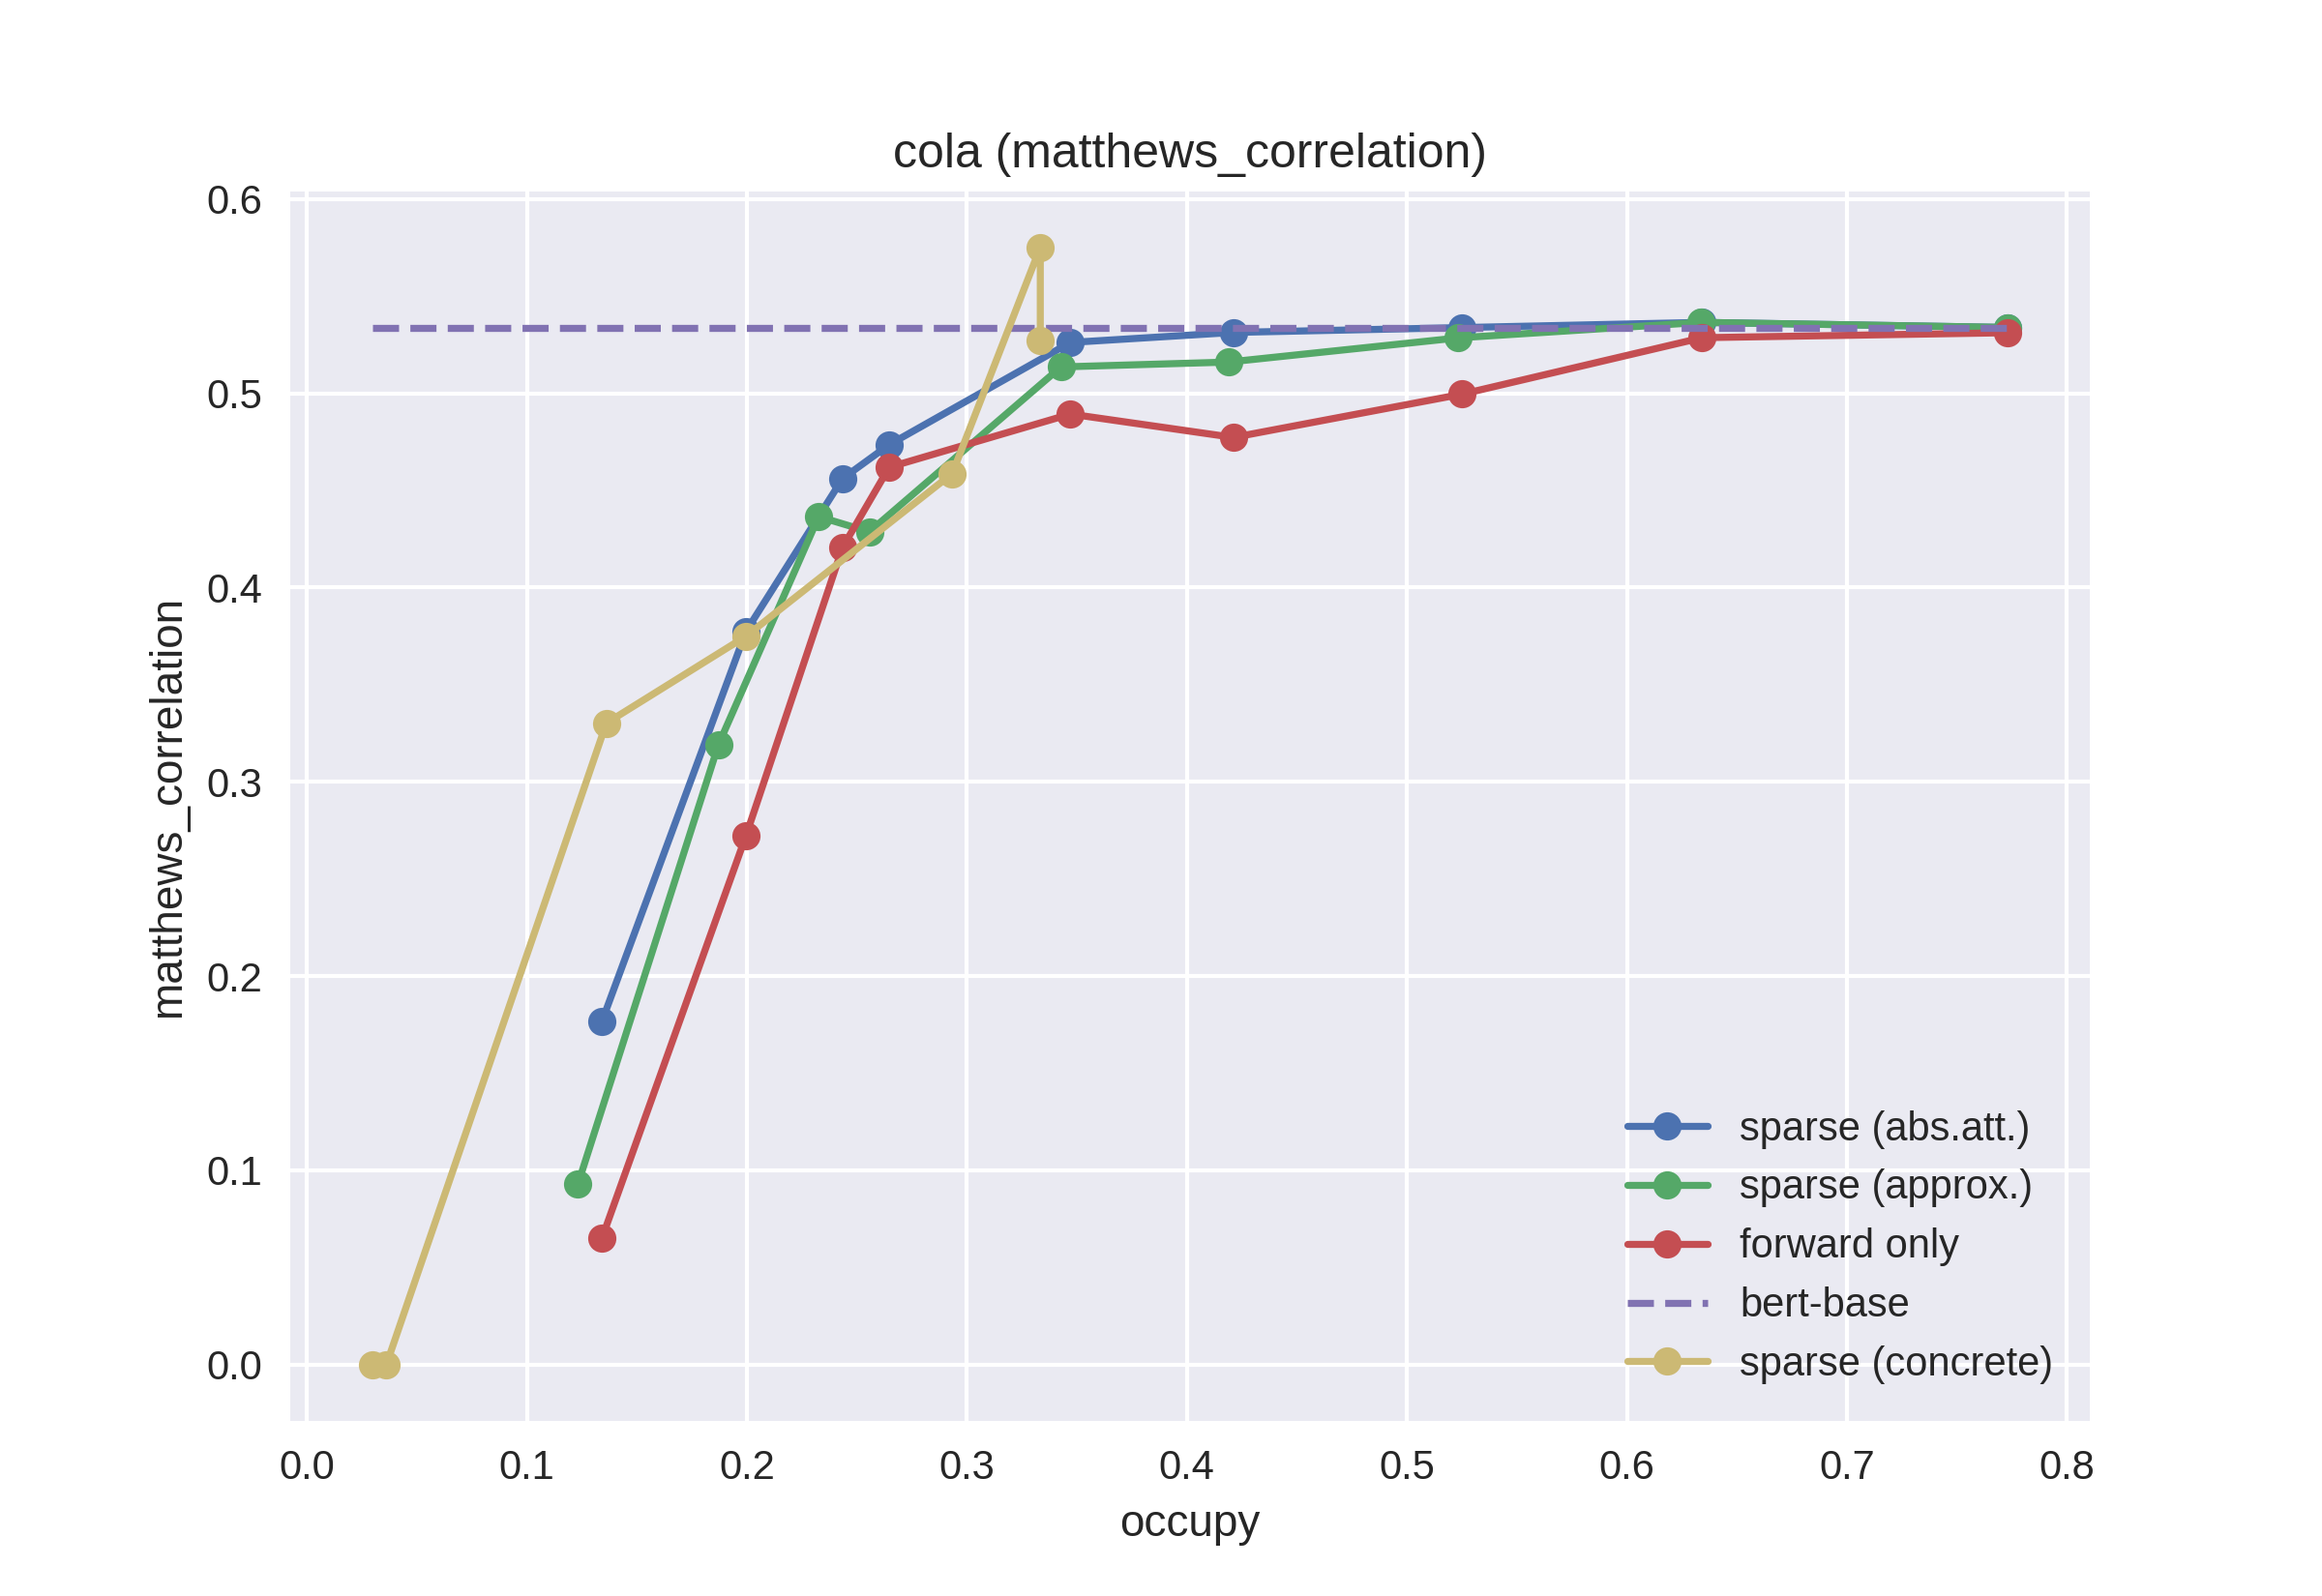 cola (matthews_correlation)
matthews_correlation
0.6
0.5
0.4
0.3
0.2
0.1
0.0
sparse (abs.att.)
sparse (approx.)
forward only
bert-base
sparse (concrete)
0.0 0.1 0.2 0.3 0.4 0.5 0.6 0.7 0.8
occupy